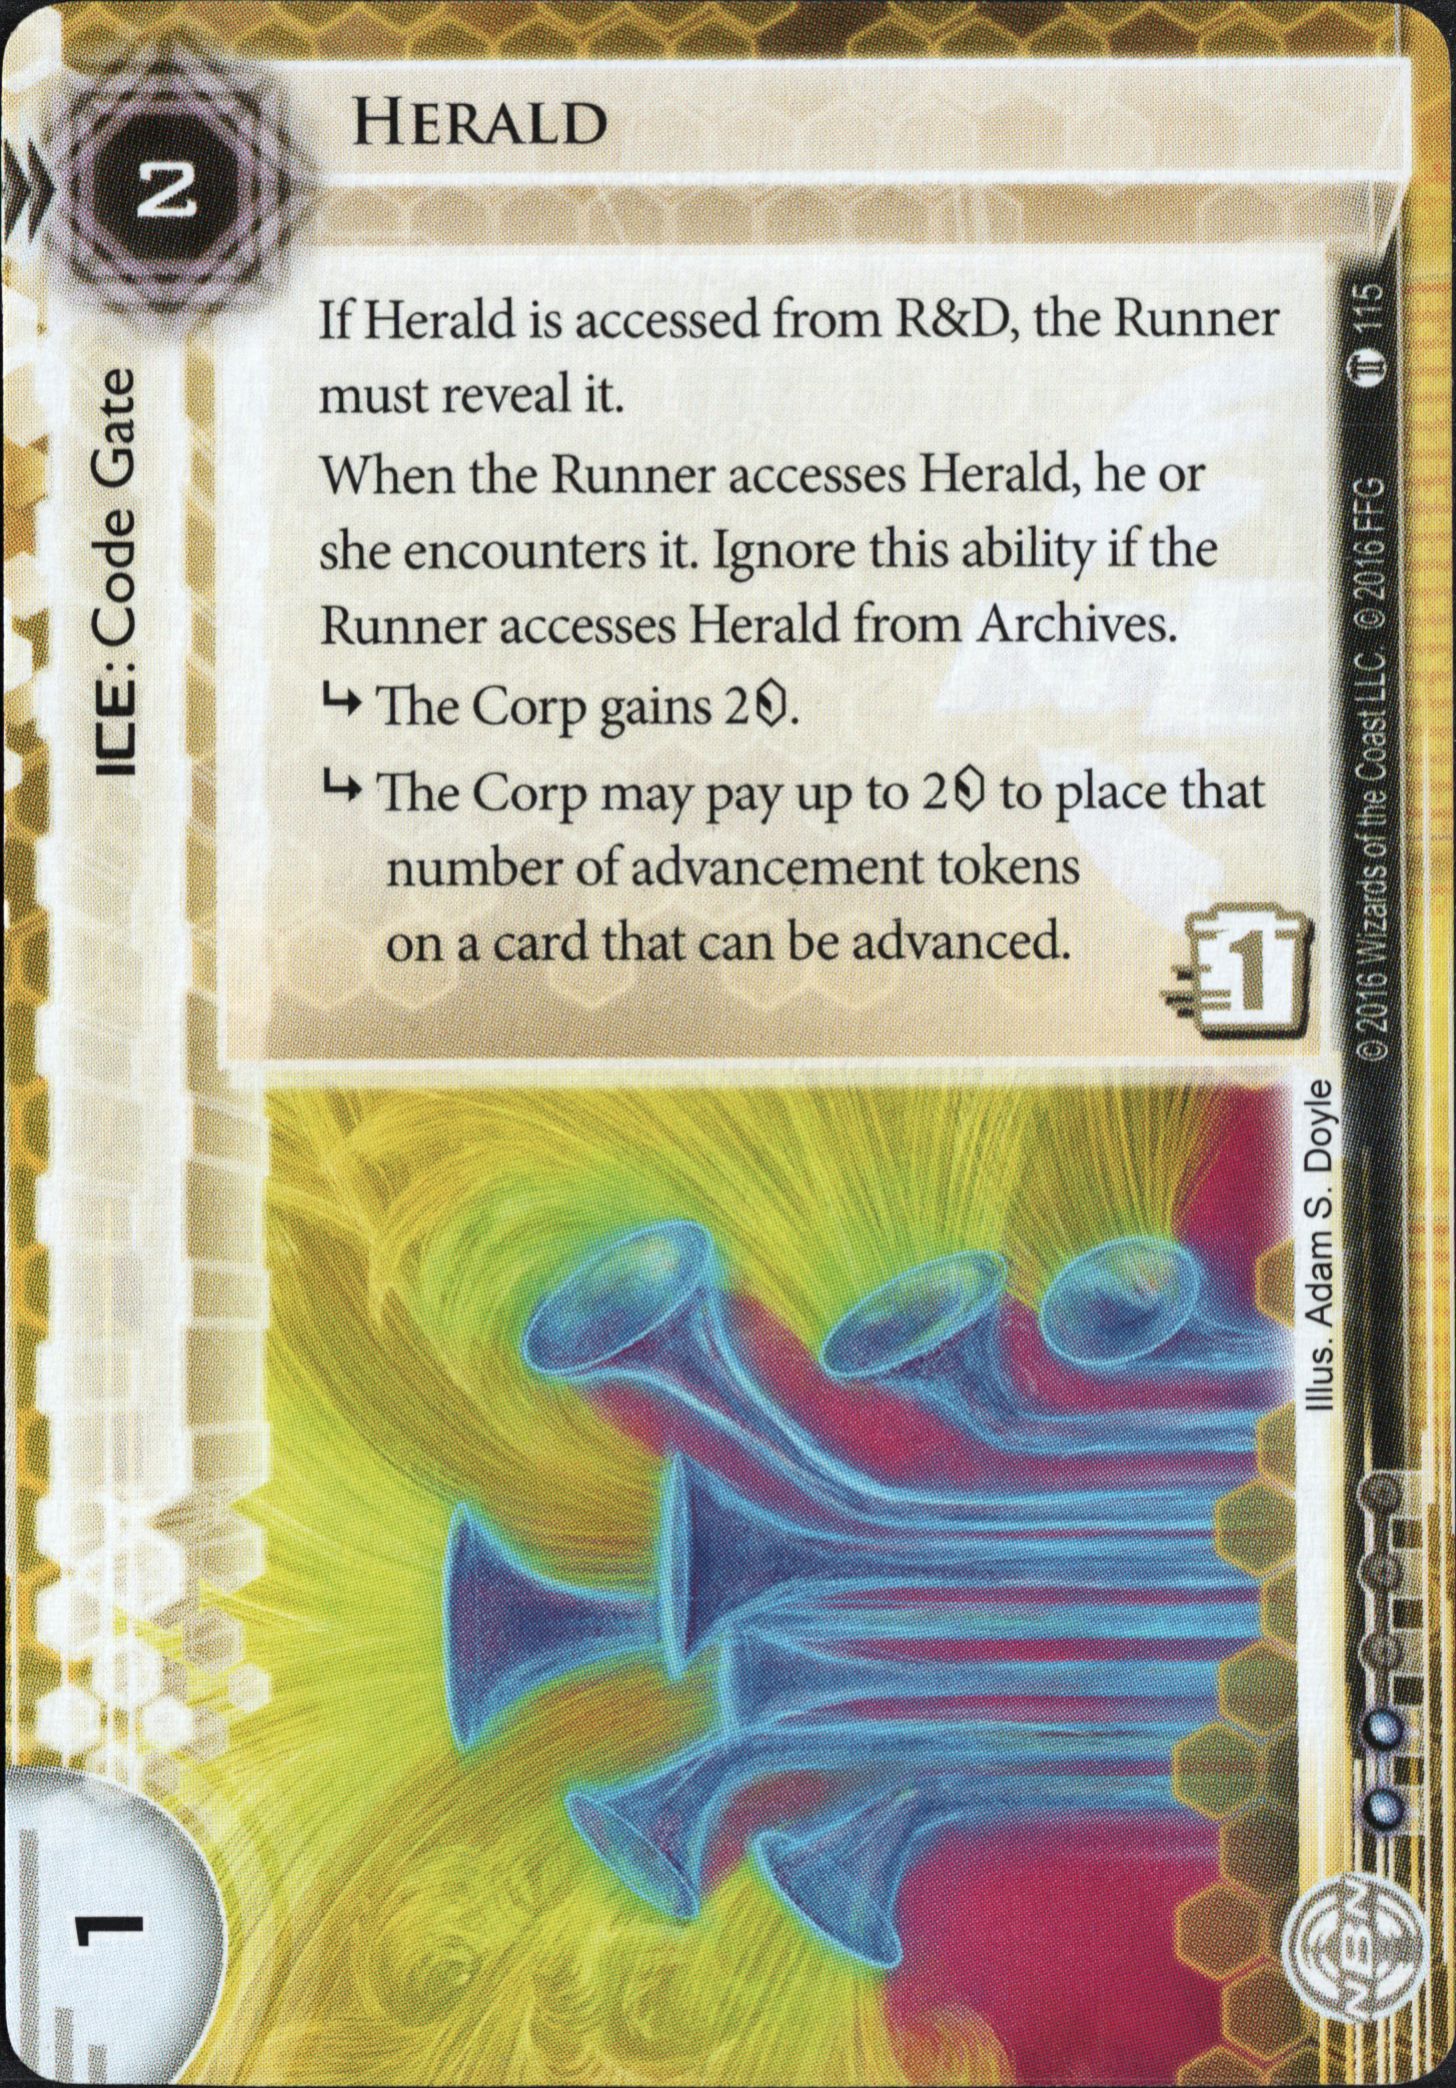 HERALD
2
ICE: Code Gate
If Herald is accessed from R&D, the Runner
must reveal it.
When the Runner accesses Herald, he or
she encounters it. Ignore this ability if the
Runner accesses Herald from Archives.
↳ The Corp gains 2.
↳ The Corp may pay up to 2 to place that
number of advancement tokens
on a card that can be advanced.
1
1
Illus. Adam S. Doyle
© 2016 Wizards of the Coast LLC. © 2016 FFG 115
NBN